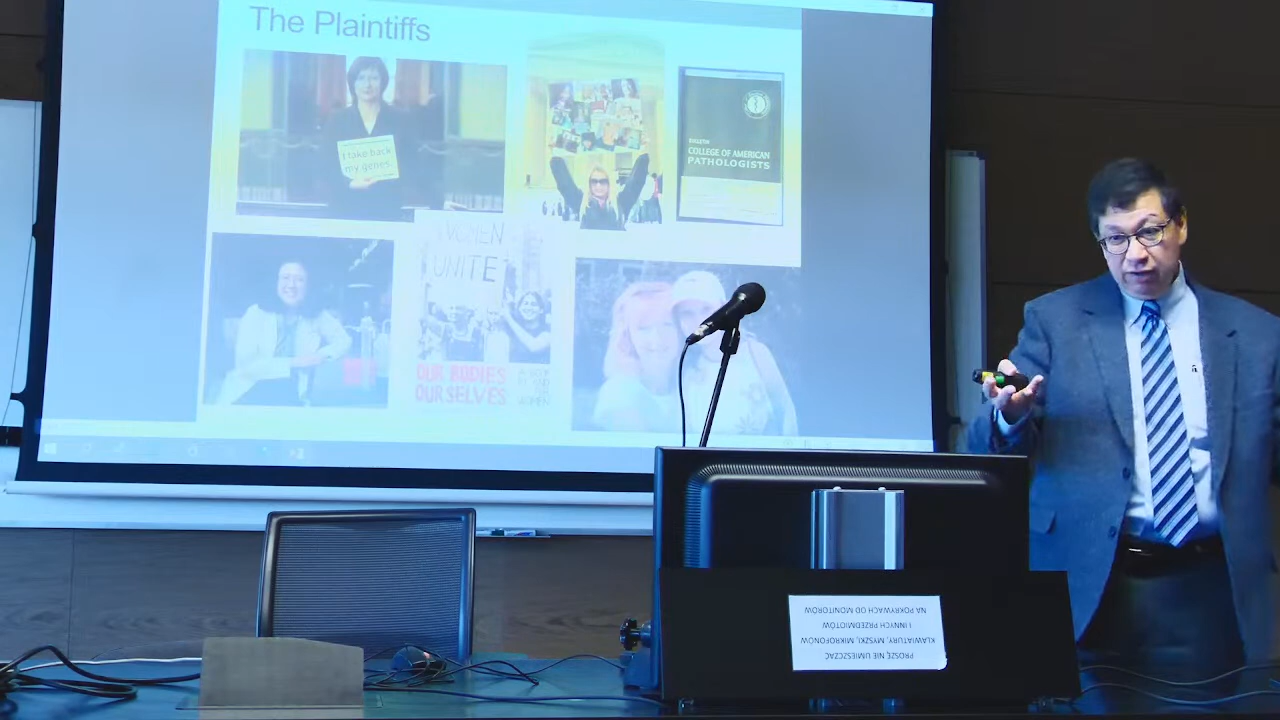 The Plaintiffs
I take back
my genes.
COLLEGE OF AMERICAN
PATHOLOGISTS
WOMEN
UNITE
OUR BODIES
OUR SELVES
WOMEN
PROSZĘ NIE UMIESZCZAĆ
KLAWIATURY, MYSZKI, MIKROFONÓW
I INNYCH PRZEDMIOTÓW
NA POKRYWACH OD MONITORÓW